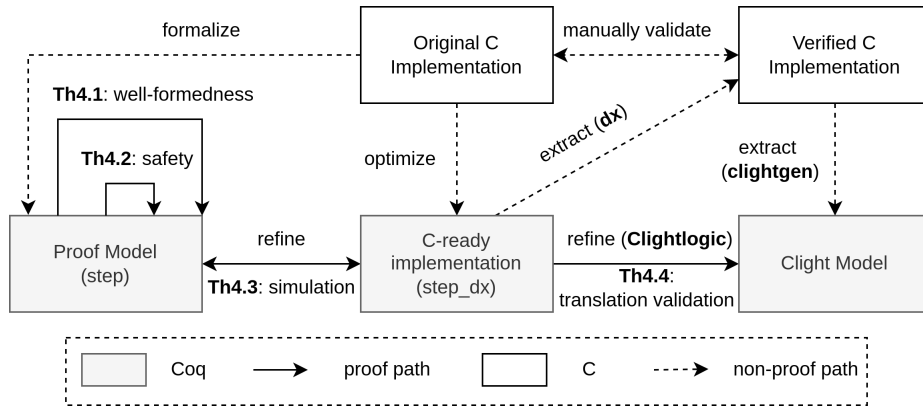 formalize
Original C
Implementation
manually validate
Verified C
Implementation
Th4.1: well-formedness
Th4.2: safety
optimize
extract (dx)
extract
(clightgen)
Proof Model
(step)
refine
Th4.3: simulation
C-ready
implementation
(step_dx)
refine (Clightlogic)
Th4.4:
translation validation
Clight Model
Coq
proof path
C
non-proof path